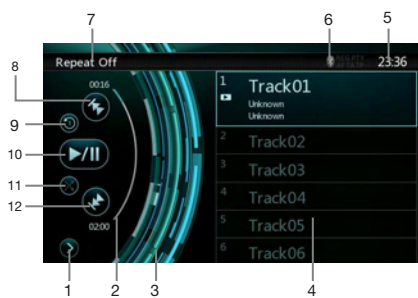 7
6
5
Repeat Off
23:36
8
00:16
1 Track01
Unknown
Unknown
9
2 Track02
10
3 Track03
11
4 Track04
12
5 Track05
02:00
6 Track06
1
2
3
4